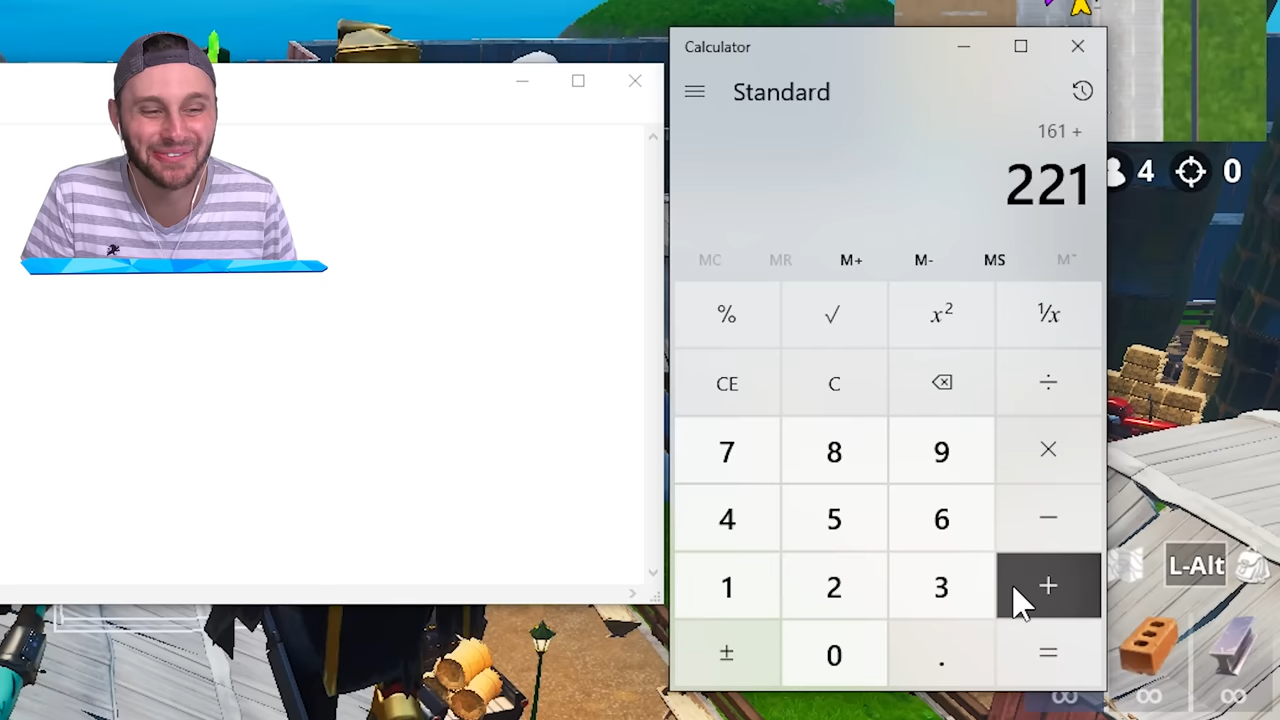 Calculator
Standard
161 +
221
4 0
MC MR M+ M- MS M˅
% √ x² ¹/x
CE C ÷
7 8 9 ×
4 5 6 −
1 2 3 +
± 0 . =
L-Alt
∞ ∞ ∞